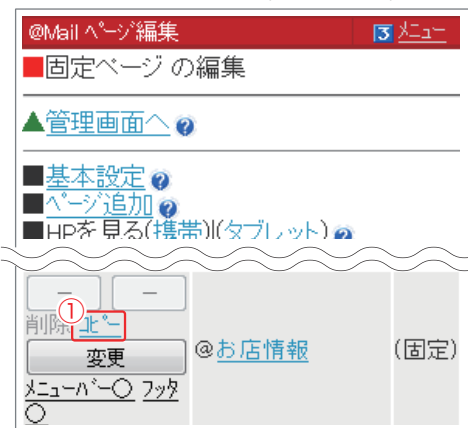 @Mail ﾍﾟｰｼﾞ編集 3 ﾒﾆｭｰ
■固定ページ の編集
▲管理画面へ ?
■基本設定 ?
■ﾍﾟｰｼﾞ追加 ?
■HPを見る(携帯)|(タブレット) ?
－ －
①
削除 ｺﾋﾟｰ
変更 @お店情報 (固定)
ﾒﾆｭｰﾊﾞｰ○ ﾌｯﾀ
○